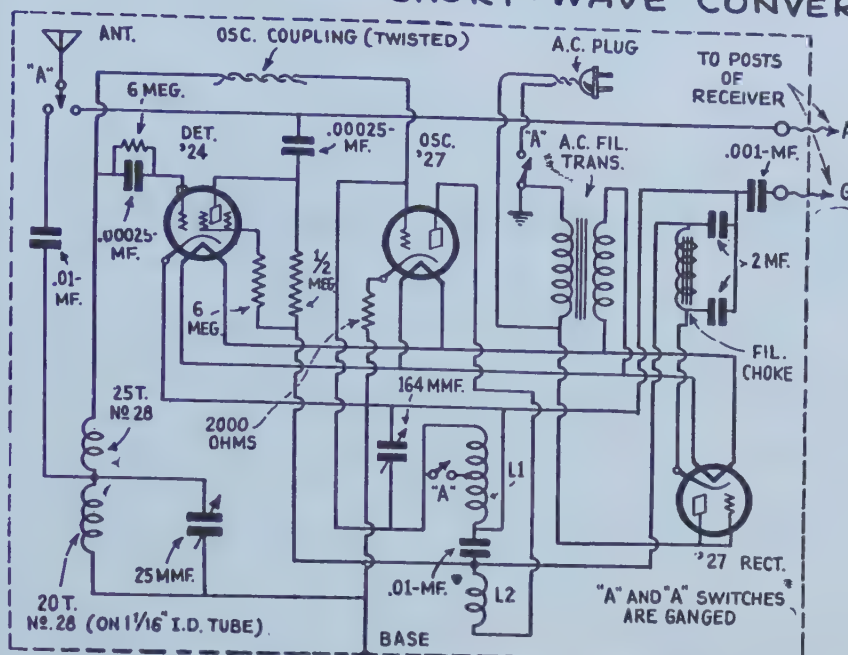 SHORT-WAVE CONVER
ANT.
OSC. COUPLING (TWISTED)
A.C. PLUG
"A"
TO POSTS
OF
RECEIVER
6 MEG.
DET.
'24
.00025-
MF.
OSC.
'27
"A"
A.C. FIL.
TRANS.
A
.001-MF.
G
.00025-
MF.
.01-
MF.
1/2
MEG.
6
MEG.
2 MF.
FIL.
CHOKE
25 T.
Nº 28
2000
OHMS
164 MMF.
"A"
L1
25 MMF.
.01-MF.
L2
'27 RECT.
20 T.
Nº. 28 (ON 1 1/16" I.D. TUBE)
"A" AND "A" SWITCHES
ARE GANGED
BASE